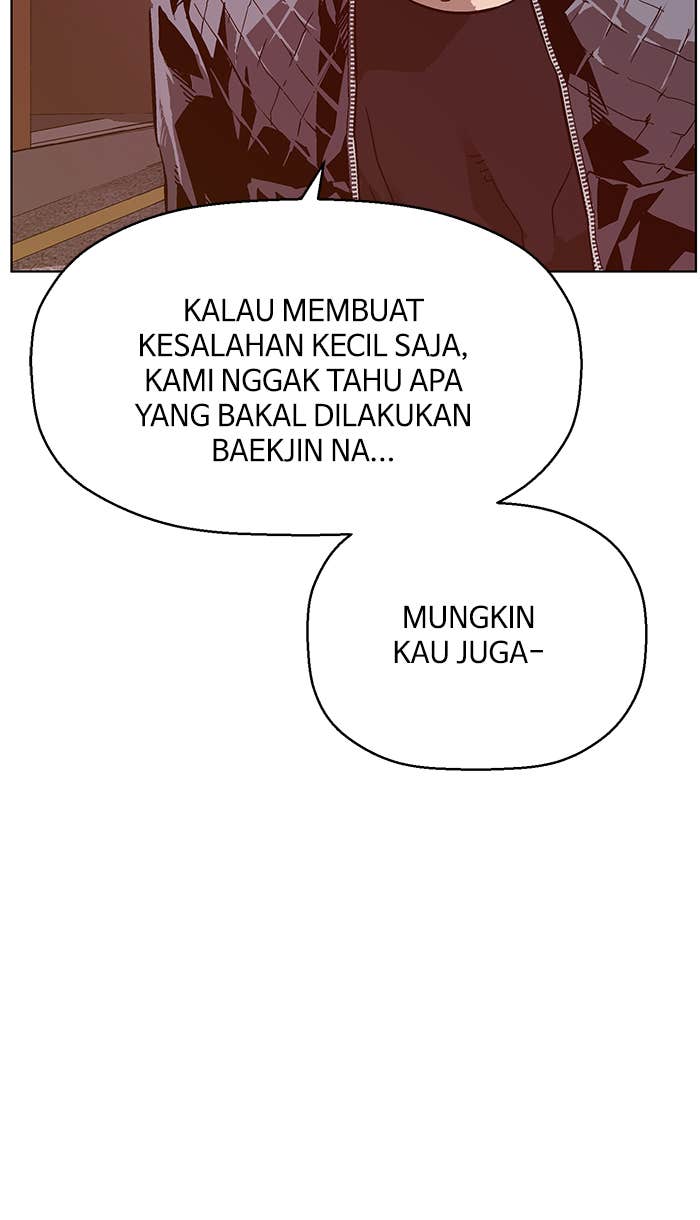 KALAU MEMBUAT
KESALAHAN KECIL SAJA,
KAMI NGGAK TAHU APA
YANG BAKAL DILAKUKAN
BAEKJIN NA...
MUNGKIN
KAU JUGA-